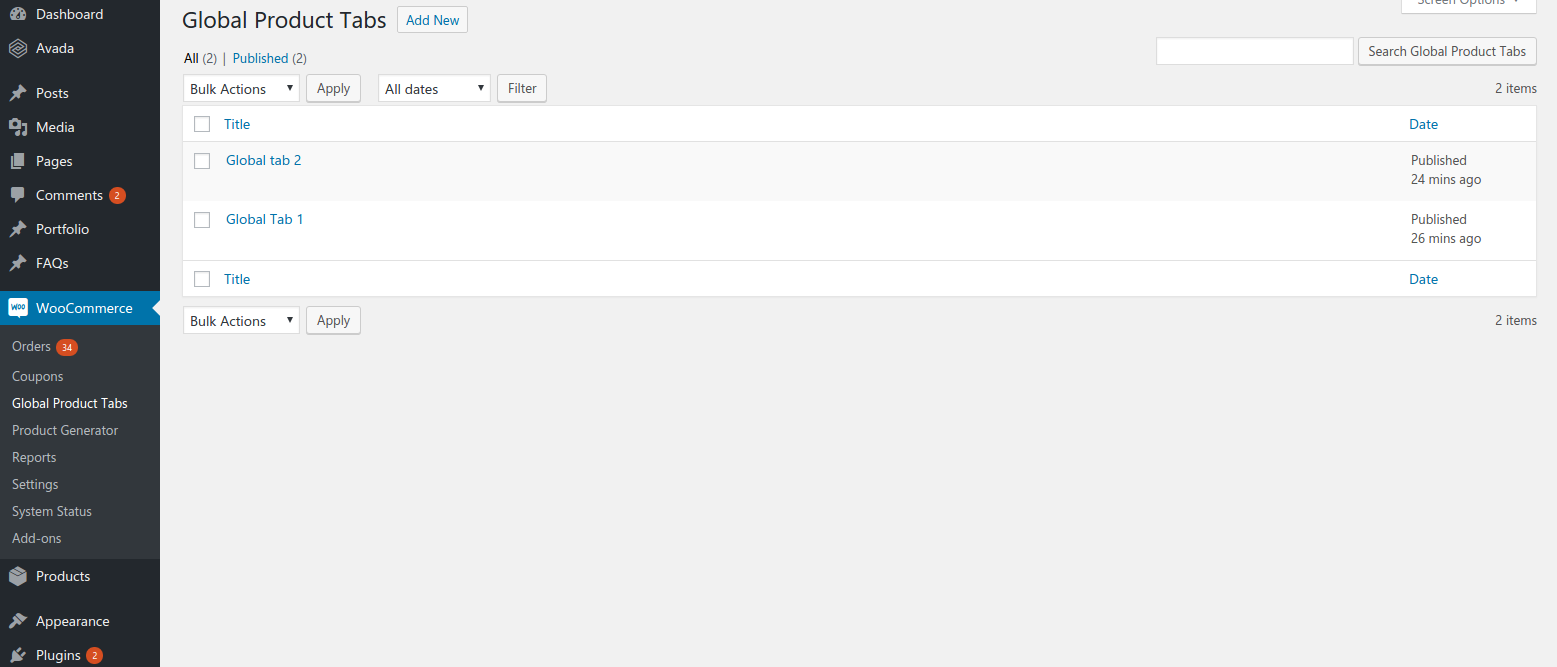 Dashboard
Avada
Posts
Media
Pages
Comments 2
Portfolio
FAQs
WOO WooCommerce
Orders 34
Coupons
Global Product Tabs
Product Generator
Reports
Settings
System Status
Add-ons
Products
Appearance
Plugins 2
Screen Options
Global Product Tabs Add New
All (2) | Published (2)
Search Global Product Tabs
Bulk Actions Apply All dates Filter 2 items
Title Date
Global tab 2 Published
24 mins ago
Global Tab 1 Published
26 mins ago
Title Date
Bulk Actions Apply 2 items